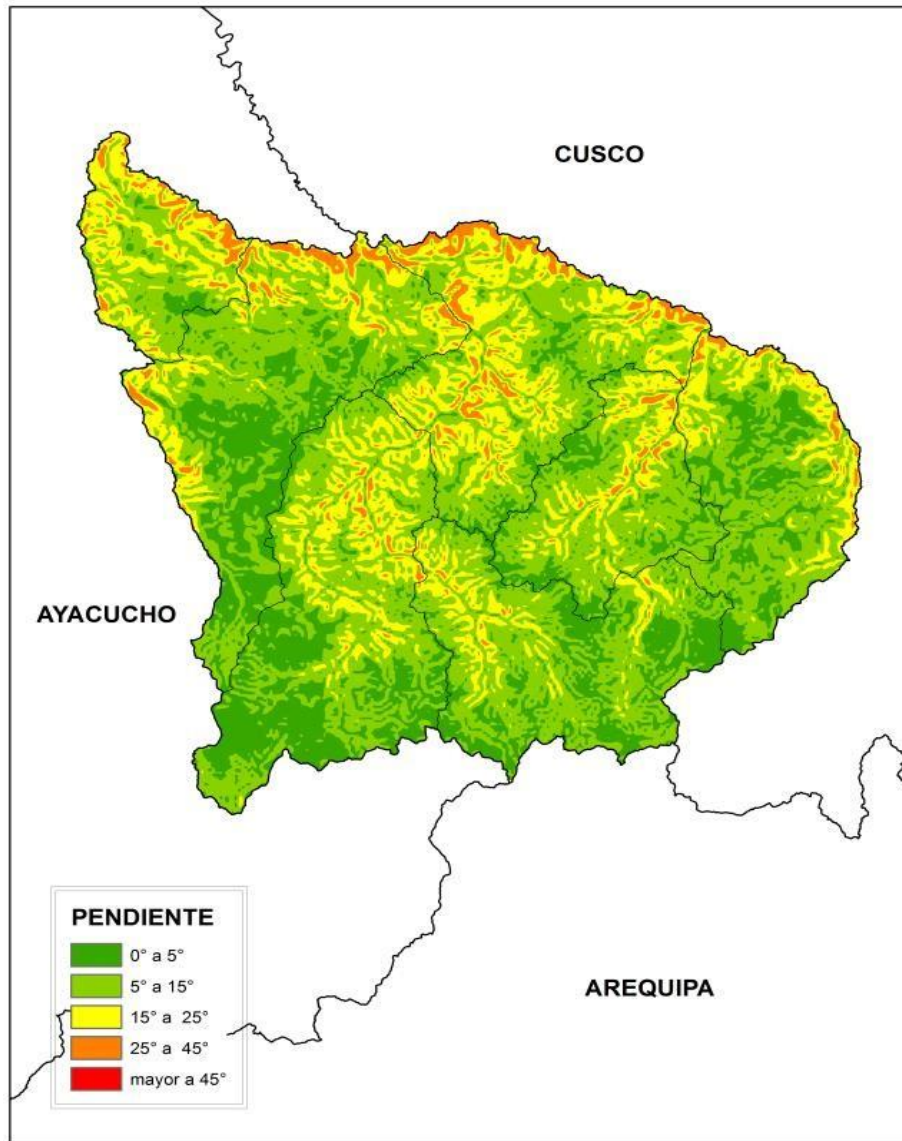 CUSCO
AYACUCHO
AREQUIPA
PENDIENTE
0° a 5°
5° a 15°
15° a 25°
25° a 45°
mayor a 45°